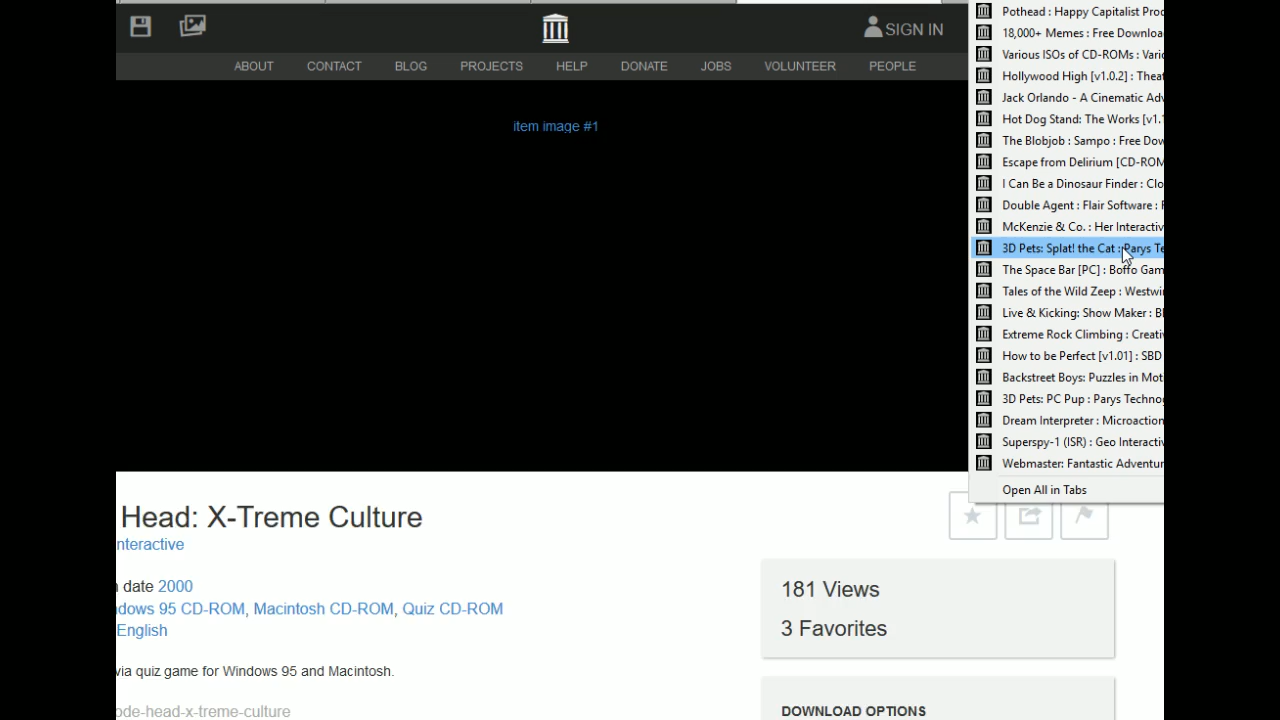 SIGN IN
ABOUT CONTACT BLOG PROJECTS HELP DONATE JOBS VOLUNTEER PEOPLE
item image #1
Pothead : Happy Capitalist Proc
18,000+ Memes : Free Downloa
Various ISOs of CD-ROMs : Vario
Hollywood High [v1.0.2] : Theat
Jack Orlando - A Cinematic Adv
Hot Dog Stand: The Works [v1.
The Blobjob : Sampo : Free Dow
Escape from Delirium [CD-ROM
I Can Be a Dinosaur Finder : Clo
Double Agent : Flair Software : F
McKenzie & Co. : Her Interactiv
3D Pets: Splat! the Cat : Parys Te
The Space Bar [PC] : Boffo Gam
Tales of the Wild Zeep : Westwi
Live & Kicking: Show Maker : B
Extreme Rock Climbing : Creati
How to be Perfect [v1.01] : SBD
Backstreet Boys: Puzzles in Mot
3D Pets: PC Pup : Parys Technog
Dream Interpreter : Microaction
Superspy-1 (ISR) : Geo Interactiv
Webmaster: Fantastic Adventur
Open All in Tabs
Head: X-Treme Culture
nteractive
date 2000
dows 95 CD-ROM, Macintosh CD-ROM, Quiz CD-ROM
English
via quiz game for Windows 95 and Macintosh.
ode-head-x-treme-culture
181 Views
3 Favorites
DOWNLOAD OPTIONS